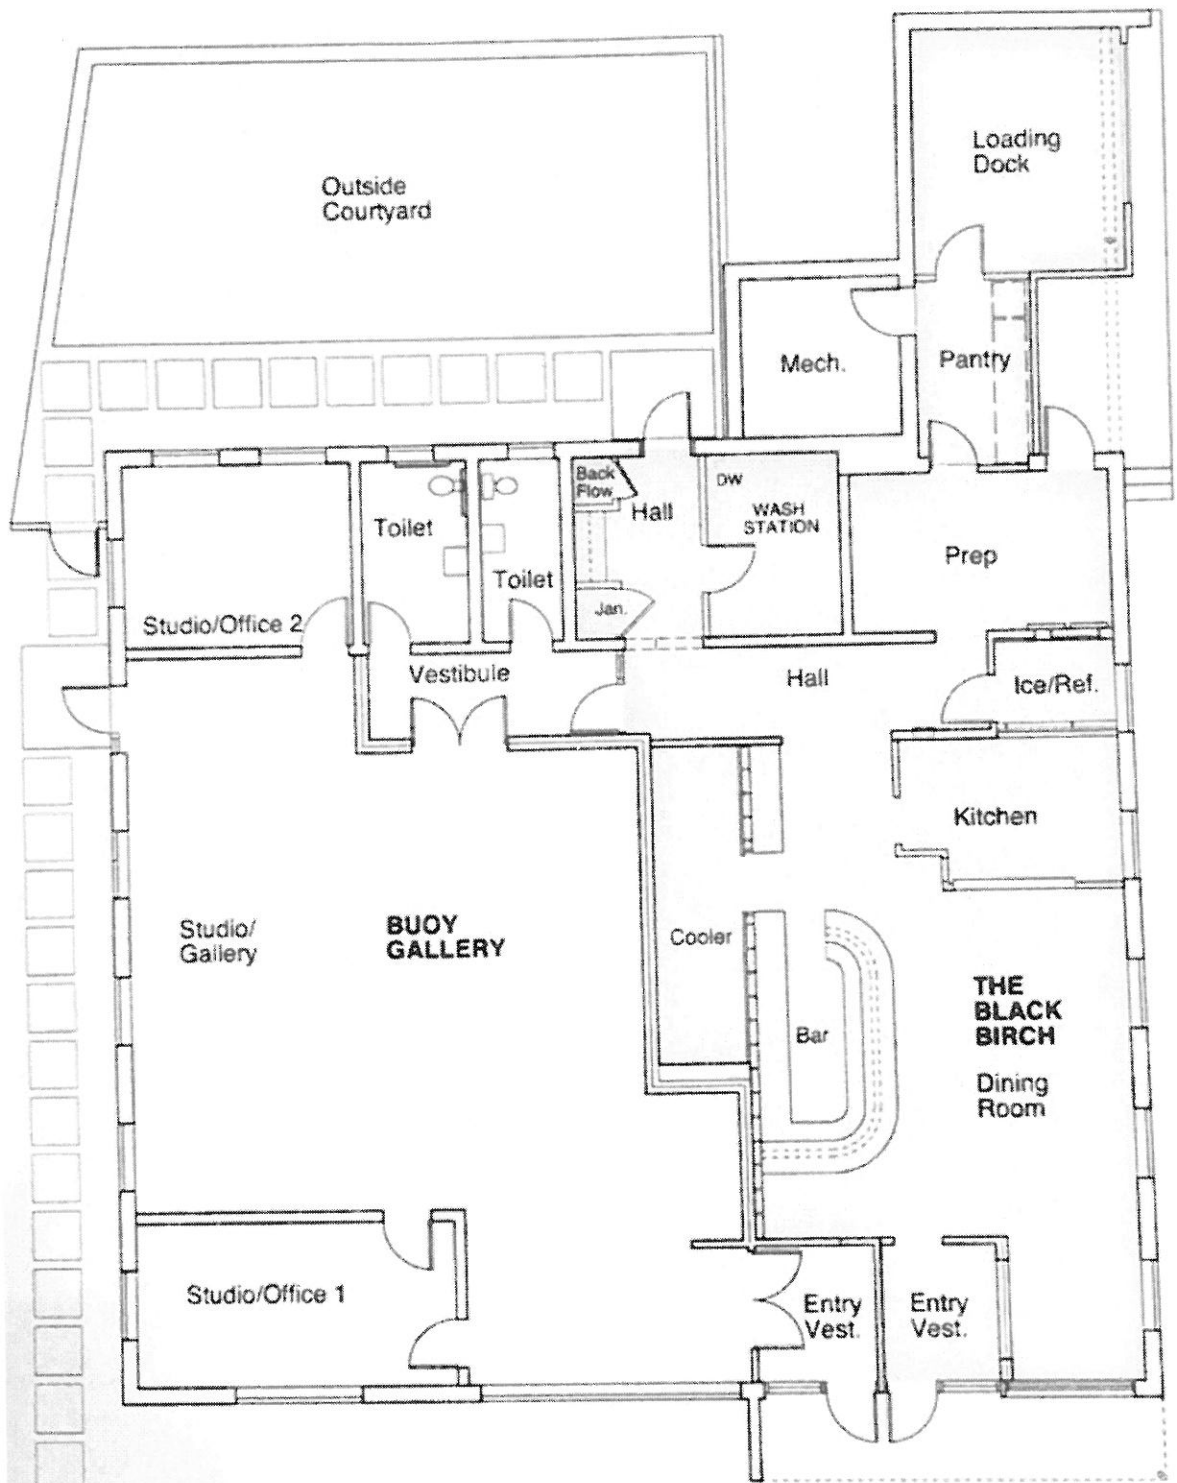 Loading
Dock
Outside
Courtyard
Mech.
Pantry
Back
Flow
Hall
DW
WASH
STATION
Toilet
Toilet
Prep
Jan.
Studio/Office 2
Vestibule
Hall
Ice/Ref.
Kitchen
Studio/
Gallery
BUOY
GALLERY
Cooler
THE
BLACK
BIRCH
Bar
Dining
Room
Studio/Office 1
Entry
Vest.
Entry
Vest.